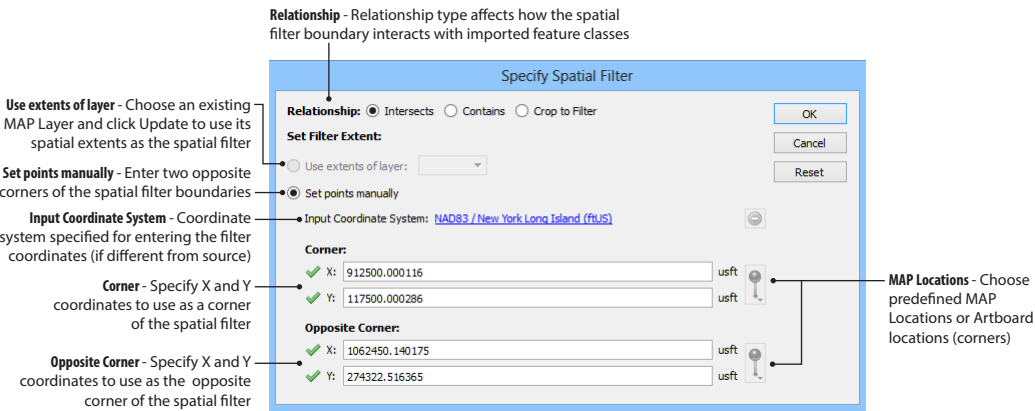 Relationship - Relationship type affects how the spatial
filter boundary interacts with imported feature classes
Specify Spatial Filter
Use extents of layer - Choose an existing
MAP Layer and click Update to use its
spatial extents as the spatial filter
Set points manually - Enter two opposite
corners of the spatial filter boundaries
Input Coordinate System - Coordinate
system specified for entering the filter
coordinates (if different from source)
Corner - Specify X and Y
coordinates to use as a corner
of the spatial filter
Opposite Corner - Specify X and Y
coordinates to use as the opposite
corner of the spatial filter
Relationship: Intersects Contains Crop to Filter
Set Filter Extent:
Use extents of layer:
Set points manually
Input Coordinate System: NAD83 / New York Long Island (ftUS)
Corner:
X: 912500.000116 usft
Y: 117500.000286 usft
Opposite Corner:
X: 1062450.140175 usft
Y: 274322.516365 usft
OK
Cancel
Reset
MAP Locations - Choose
predefined MAP
Locations or Artboard
locations (corners)